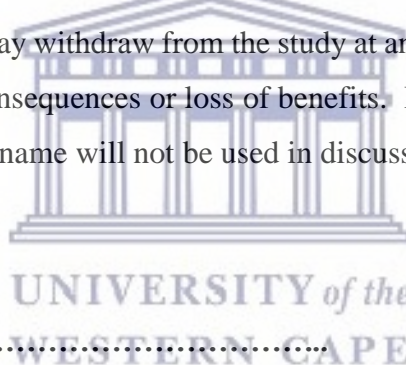 ay withdraw from the study at an
nsequences or loss of benefits.
name will not be used in discuss
UNIVERSITY of the
……………………………..
WESTERN CAPE